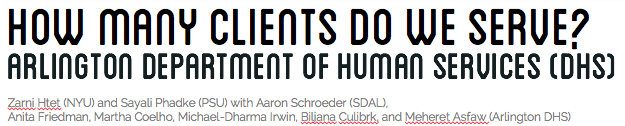 HOW MANY CLIENTS DO WE SERVE?
ARLINGTON DEPARTMENT OF HUMAN SERVICES (DHS)
Zarni Htet (NYU) and Sayali Phadke (PSU) with Aaron Schroeder (SDAL),
Anita Friedman, Martha Coelho, Michael-Dharma Irwin, Biljana Culibrk, and Meheret Asfaw (Arlington DHS)